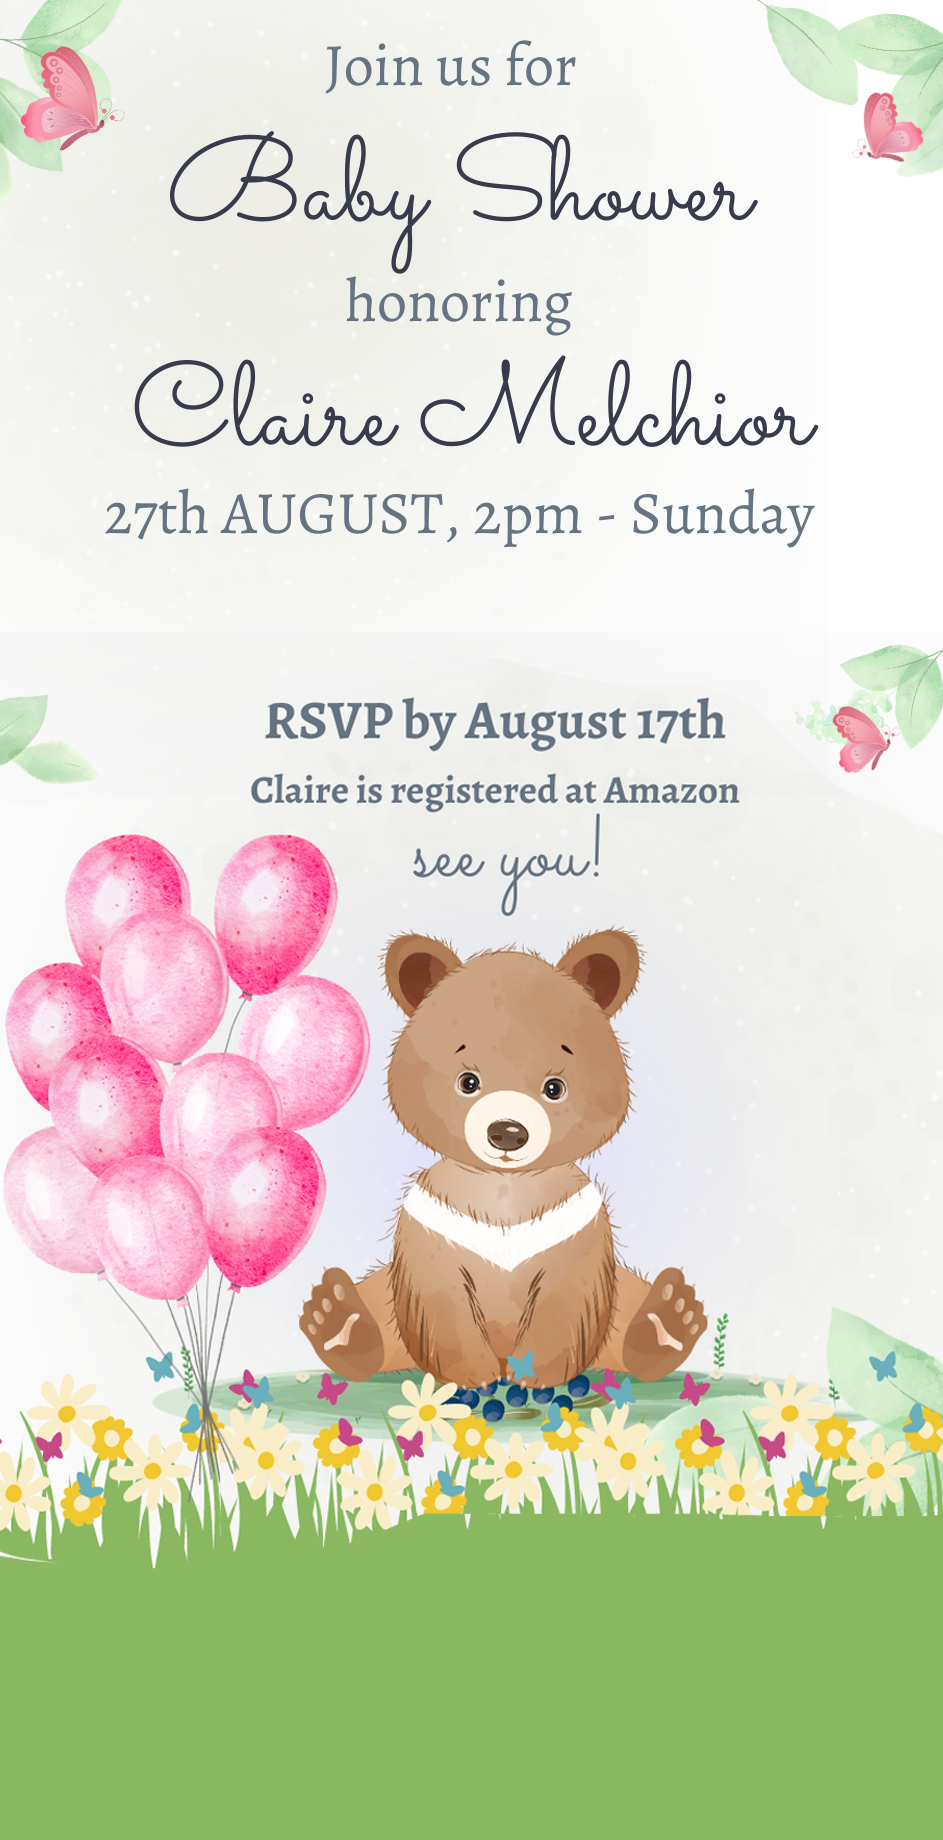 Join us for
Baby Shower
honoring
Claire Melchior
27th AUGUST, 2pm - Sunday
RSVP by August 17th
Claire is registered at Amazon
see you!